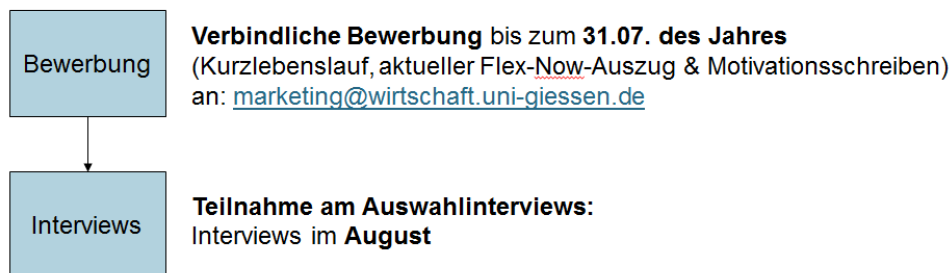 Bewerbung
Verbindliche Bewerbung bis zum 31.07. des Jahres
(Kurzlebenslauf, aktueller Flex-Now-Auszug & Motivationsschreiben)
an: marketing@wirtschaft.uni-giessen.de
Interviews
Teilnahme am Auswahlinterviews:
Interviews im August